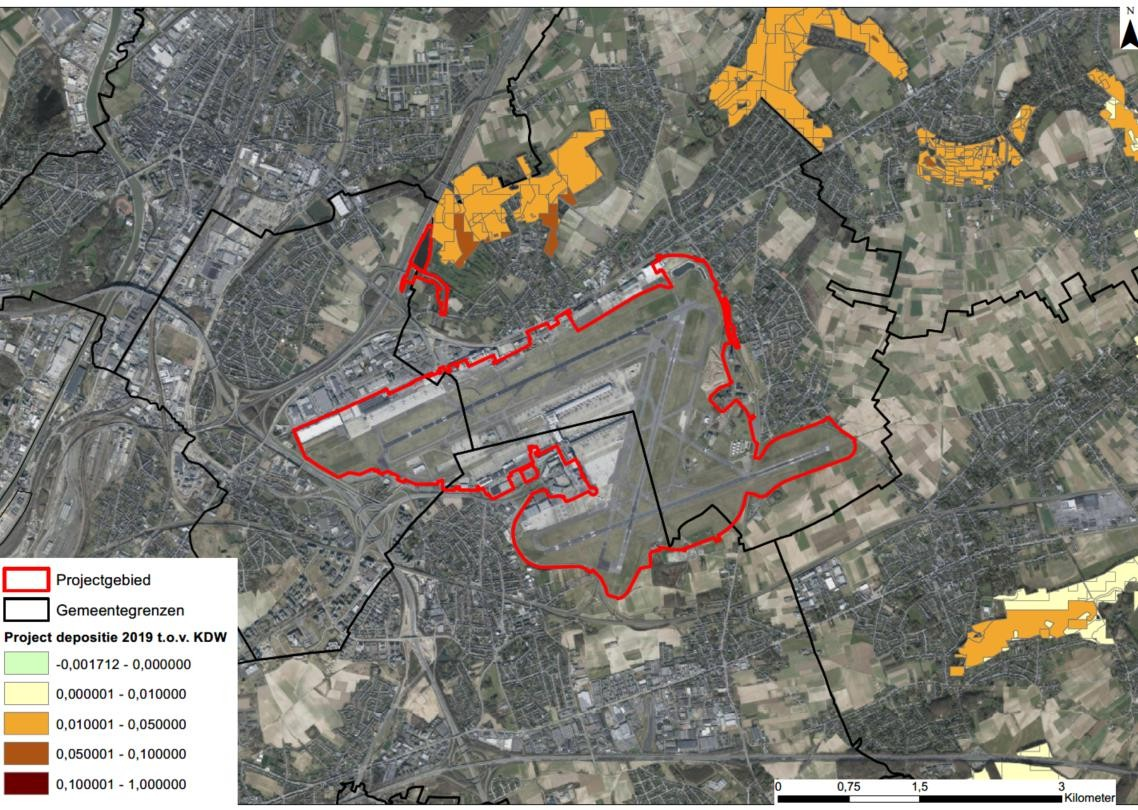 N
Projectgebied
Gemeentegrenzen
Project depositie 2019 t.o.v. KDW
-0,001712 - 0,000000
0,000001 - 0,010000
0,010001 - 0,050000
0,050001 - 0,100000
0,100001 - 1,000000
0 0,75 1,5 3
Kilometer